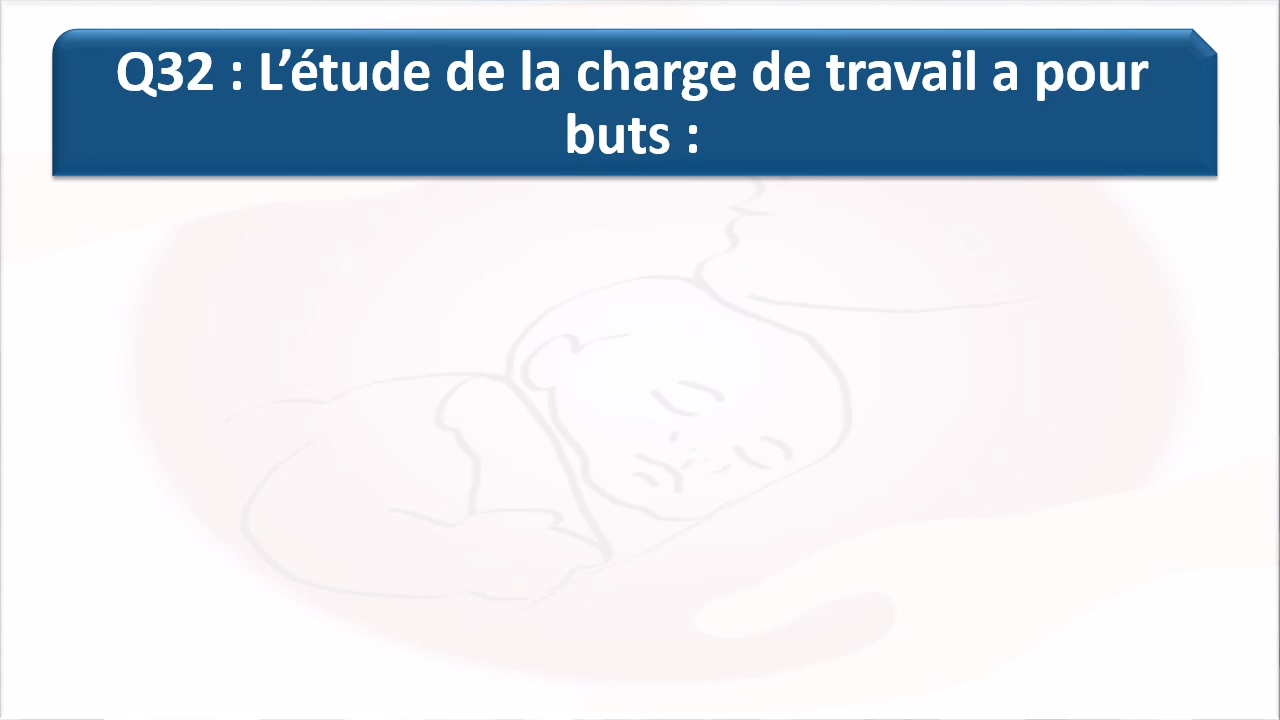 Q32 : L’étude de la charge de travail a pour
buts :